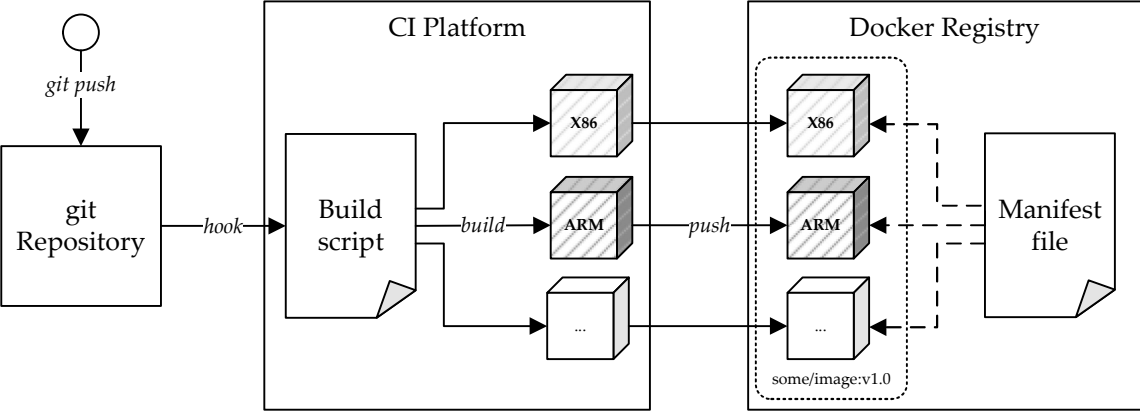 CI Platform
Docker Registry
git push
git
Repository
hook
Build
script
build
X86
ARM
...
push
X86
ARM
...
some/image:v1.0
Manifest
file